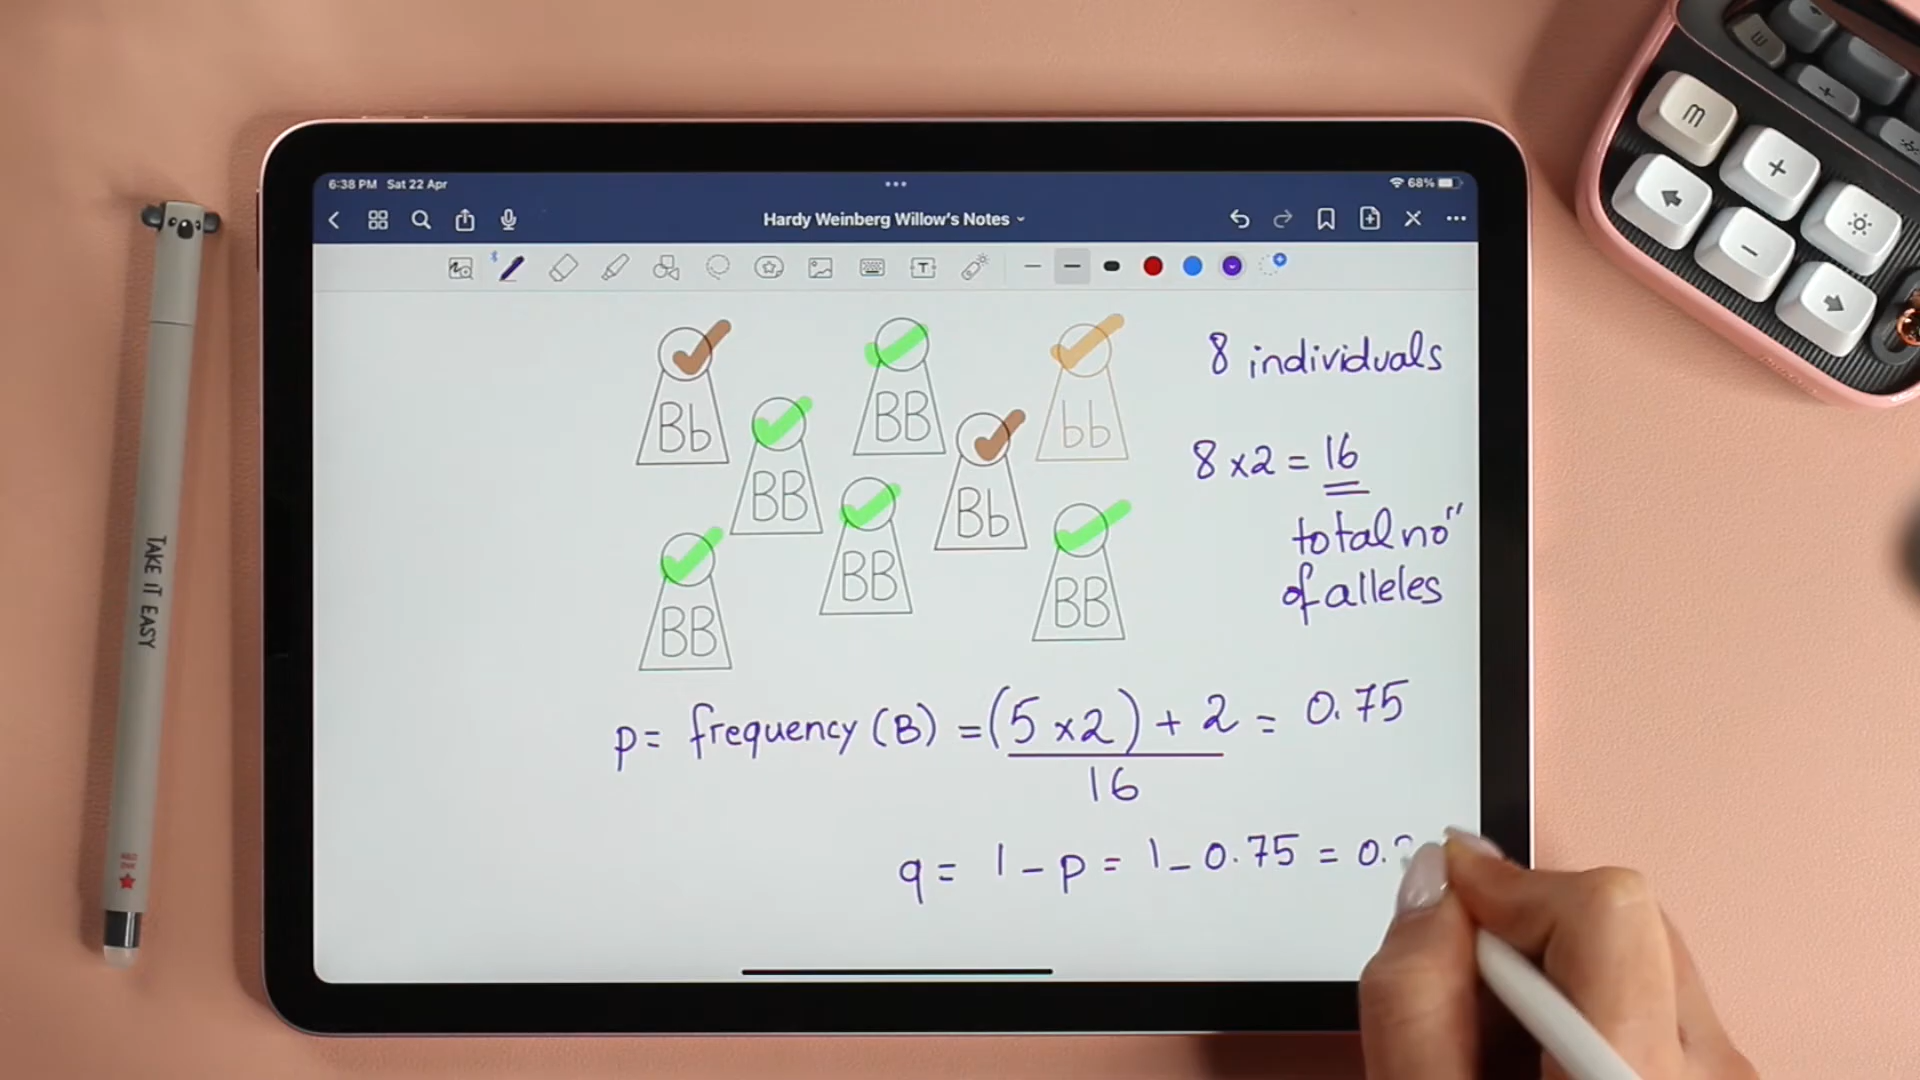 6:38 PM Sat 22 Apr
68%
Hardy Weinberg Willow's Notes
T
Bb
BB
bb
BB
Bb
BB
BB
BB
8 individuals
8 x2 = 16
total no"
of alleles
p= frequency (B) = (5 x2) + 2 = 0.75
16
q = 1 - p = 1 - 0.75 = 0.
TAKE IT EASY
M
+
-